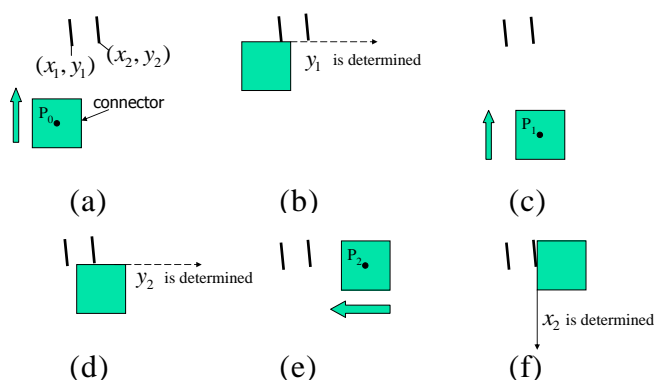 (x₁, y₁)
(x₂, y₂)
P₀
connector
(a)
y₁ is determined
(b)
P₁
(c)
y₂ is determined
(d)
P₂
(e)
x₂ is determined
(f)